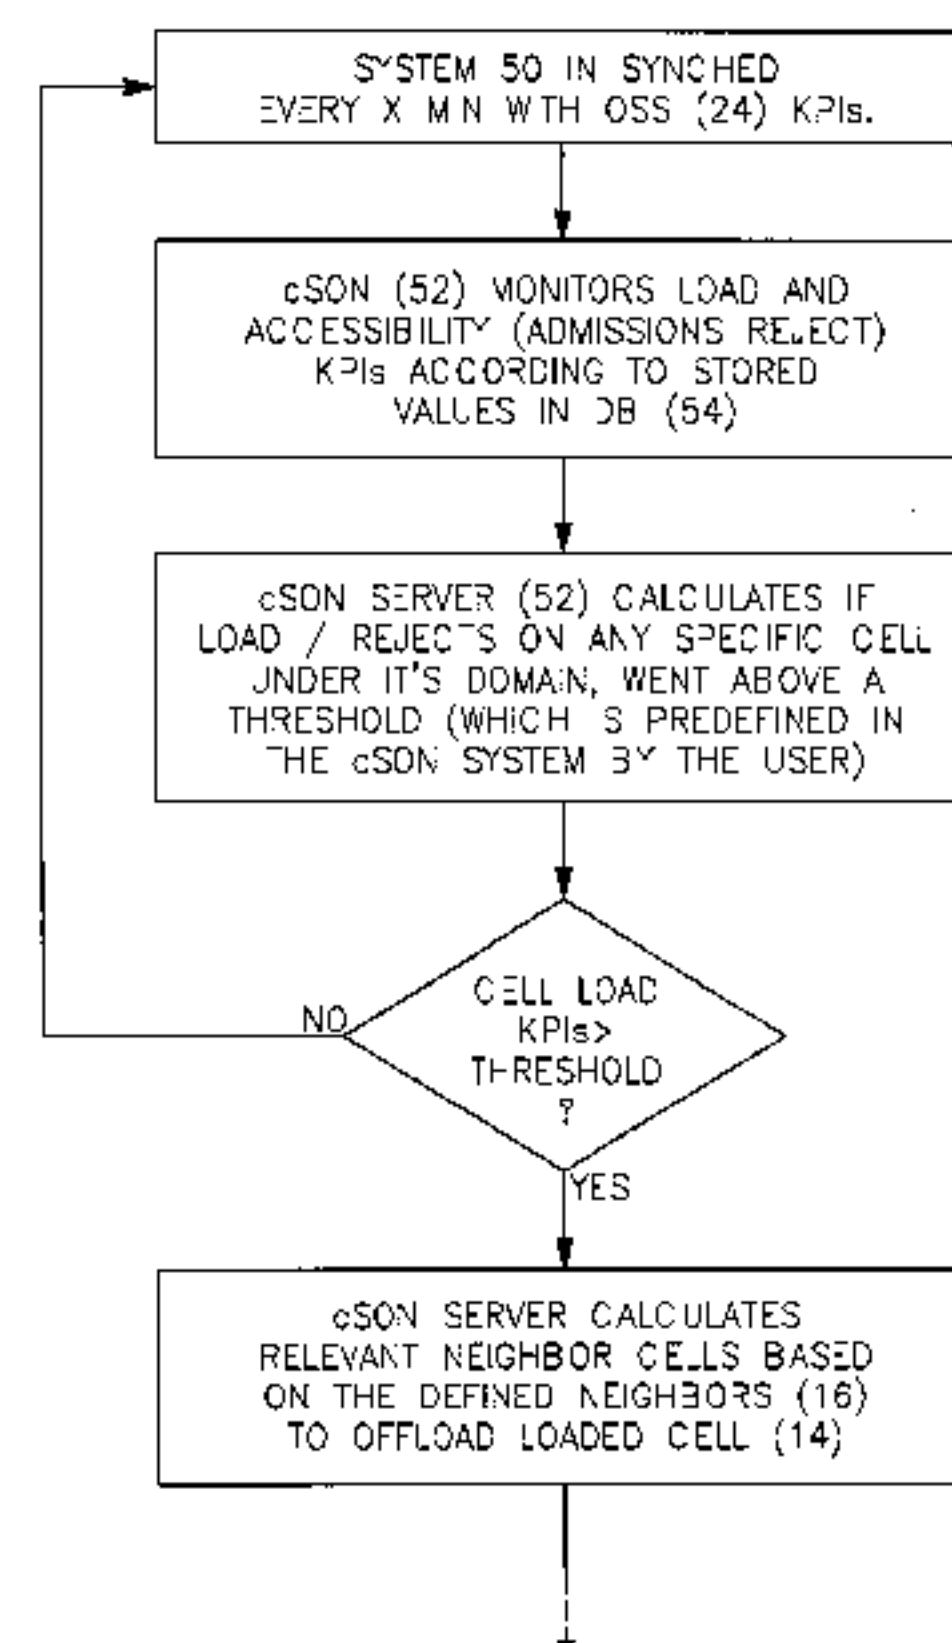 SYSTEM 50 IN SYNCHED
EVERY X MIN WITH OSS (24) KPIs.
cSON (52) MONITORS LOAD AND
ACCESSIBILITY (ADMISSIONS REJECT)
KPIs ACCORDING TO STORED
VALUES IN DB (54)
cSON SERVER (52) CALCULATES IF
LOAD / REJECTS ON ANY SPECIFIC CELL
UNDER IT'S DOMAIN, WENT ABOVE A
THRESHOLD (WHICH IS PREDEFINED IN
THE cSON SYSTEM BY THE USER)
CELL LOAD
KPIs>
THRESHOLD
?
NO
YES
cSON SERVER CALCULATES
RELEVANT NEIGHBOR CELLS BASED
ON THE DEFINED NEIGHBORS (16)
TO OFFLOAD LOADED CELL (14)